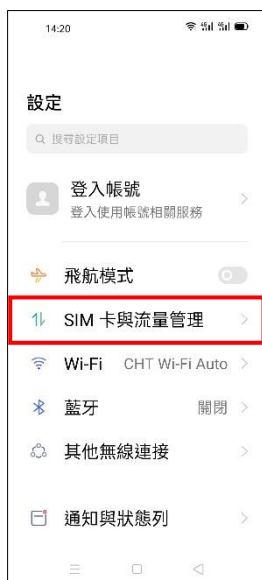 14:20
設定
搜尋設定項目
登入帳號
登入使用帳號相關服務
飛航模式
SIM 卡與流量管理
Wi-Fi CHT Wi-Fi Auto
藍牙 關閉
其他無線連接
通知與狀態列